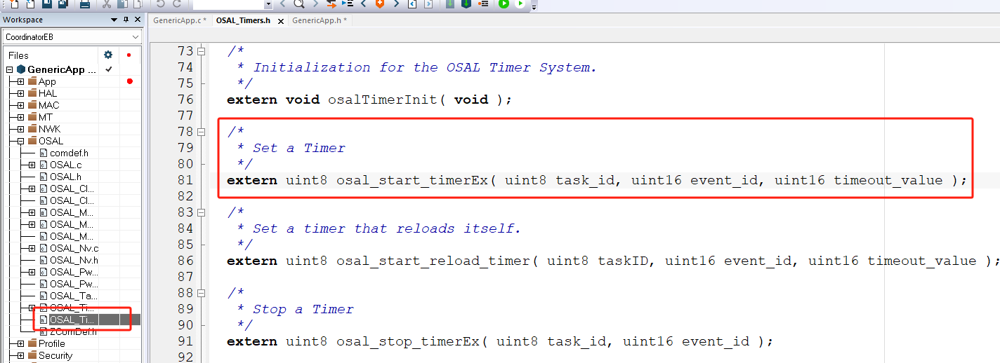 Workspace
CoordinatorEB
Files
GenericApp ...
App
HAL
MAC
MT
NWK
OSAL
comdef.h
OSAL.c
OSAL.h
OSAL_Cl...
OSAL_Cl...
OSAL_M...
OSAL_M...
OSAL_M...
OSAL_Nv.c
OSAL_Nv.h
OSAL_Pw...
OSAL_Pw...
OSAL_Ta...
OSAL_Ti...
OSAL_Ti...
ZComDef.h
Profile
Security
GenericApp.c * OSAL_Timers.h x GenericApp.h *
73 /*
74 * Initialization for the OSAL Timer System.
75 */
76 extern void osalTimerInit( void );
77
78 /*
79 * Set a Timer
80 */
81 extern uint8 osal_start_timerEx( uint8 task_id, uint16 event_id, uint16 timeout_value );
82
83 /*
84 * Set a timer that reloads itself.
85 */
86 extern uint8 osal_start_reload_timer( uint8 taskID, uint16 event_id, uint16 timeout_value );
87
88 /*
89 * Stop a Timer
90 */
91 extern uint8 osal_stop_timerEx( uint8 task_id, uint16 event_id );
92